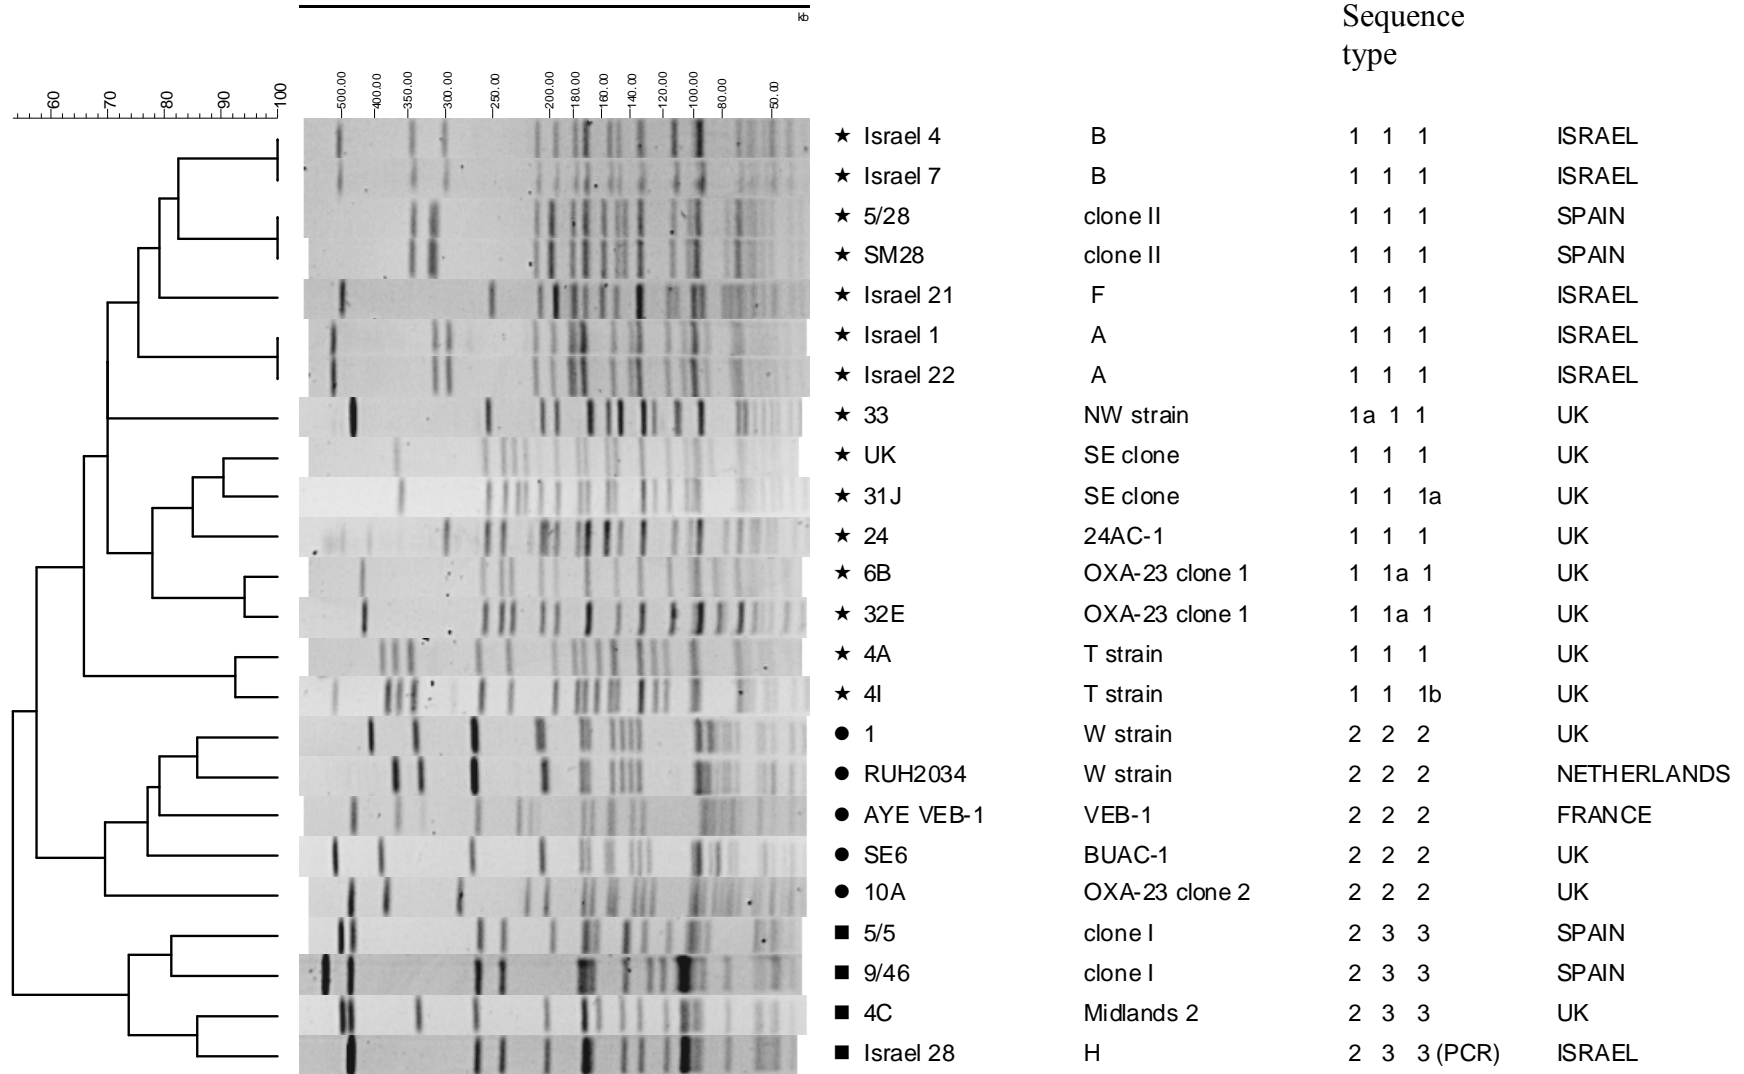 Sequence
type
kb
60 70 80 90 100
500.00 400.00 350.00 300.00 250.00 200.00 180.00 160.00 140.00 120.00 100.00 80.00 50.00
★ Israel 4 B 1 1 1 ISRAEL
★ Israel 7 B 1 1 1 ISRAEL
★ 5/28 clone II 1 1 1 SPAIN
★ SM28 clone II 1 1 1 SPAIN
★ Israel 21 F 1 1 1 ISRAEL
★ Israel 1 A 1 1 1 ISRAEL
★ Israel 22 A 1 1 1 ISRAEL
★ 33 NW strain 1a 1 1 UK
★ UK SE clone 1 1 1 UK
★ 31J SE clone 1 1 1a UK
★ 24 24AC-1 1 1 1 UK
★ 6B OXA-23 clone 1 1 1a 1 UK
★ 32E OXA-23 clone 1 1 1a 1 UK
★ 4A T strain 1 1 1 UK
★ 4I T strain 1 1 1b UK
● 1 W strain 2 2 2 UK
● RUH2034 W strain 2 2 2 NETHERLANDS
● AYE VEB-1 VEB-1 2 2 2 FRANCE
● SE6 BUAC-1 2 2 2 UK
● 10A OXA-23 clone 2 2 2 2 UK
■ 5/5 clone I 2 3 3 SPAIN
■ 9/46 clone I 2 3 3 SPAIN
■ 4C Midlands 2 2 3 3 UK
■ Israel 28 H 2 3 3 (PCR) ISRAEL